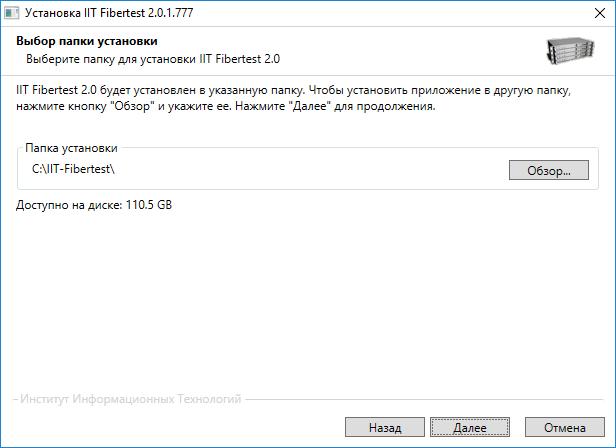 Установка IIT Fibertest 2.0.1.777
Выбор папки установки
Выберите папку для установки IIT Fibertest 2.0
IIT Fibertest 2.0 будет установлен в указанную папку. Чтобы установить приложение в другую папку,
нажмите кнопку "Обзор" и укажите ее. Нажмите "Далее" для продолжения.
Папка установки
C:\IIT-Fibertest\
Обзор...
Доступно на диске: 110.5 GB
Институт Информационных Технологий
Назад
Далее
Отмена